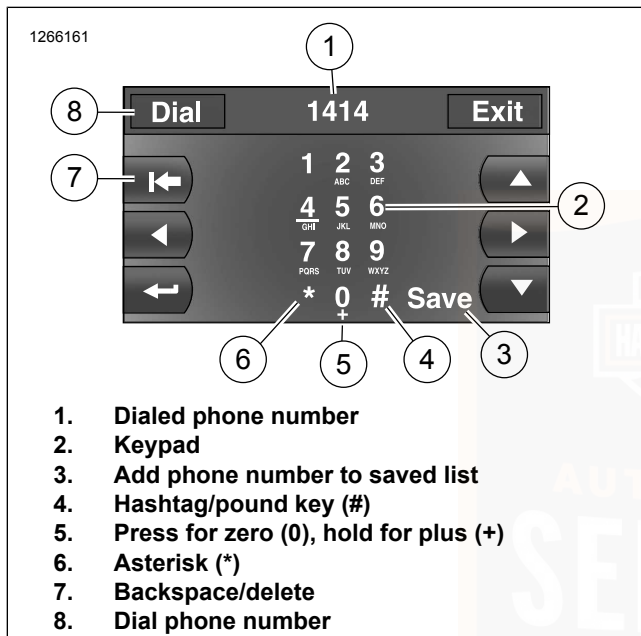 1266161
1
8 Dial 1414 Exit
7 1 2 3
ABC DEF
4 5 6 2
GHI JKL MNO
7 8 9
PQRS TUV WXYZ
* 0 # Save
+
6 5 4 3
1. Dialed phone number
2. Keypad
3. Add phone number to saved list
4. Hashtag/pound key (#)
5. Press for zero (0), hold for plus (+)
6. Asterisk (*)
7. Backspace/delete
8. Dial phone number